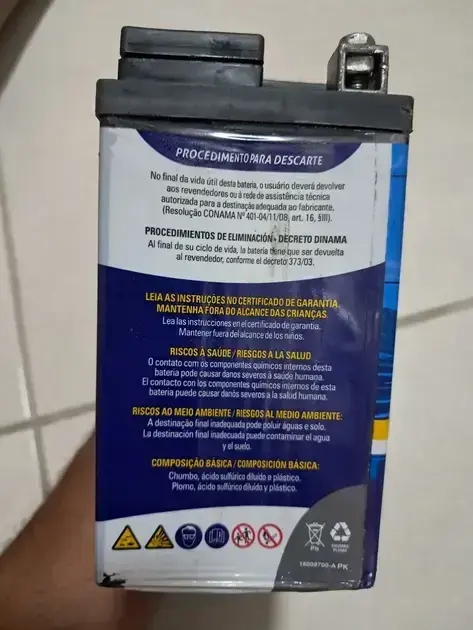 PROCEDIMENTO PARA DESCARTE
No final da vida útil desta bateria, o usuário deverá devolver
aos revendedores ou à rede de assistência técnica
autorizada para a destinação adequada ao fabricante.
(Resolução CONAMA Nº 401-04/11/08, art. 16, §III).
PROCEDIMIENTOS DE ELIMINACIÓN - DECRETO DINAMA
Al final de su ciclo de vida, la batería tiene que ser devuelta
al revendedor, conforme el decreto 373/03.
LEIA AS INSTRUÇÕES NO CERTIFICADO DE GARANTIA.
MANTENHA FORA DO ALCANCE DAS CRIANÇAS.
Lea las instrucciones en el certificado de garantia.
Mantener fuera del alcance de los niños.
RISCOS À SAÚDE / RIESGOS A LA SALUD
O contato com os componentes químicos internos desta
bateria pode causar danos severos à saúde humana.
El contacto con los componentes químicos internos de esta
batería puede causar danos severos a la salud humana.
RISCOS AO MEIO AMBIENTE / RIESGOS AL MEDIO AMBIENTE:
A destinação final inadequada pode poluir águas e solo.
La destinación final inadecuada puede contaminar el agua
y el suelo.
COMPOSIÇÃO BÁSICA / COMPOSICIÓN BÁSICA:
Chumbo, ácido sulfúrico diluído e plástico.
Plomo, ácido sulfúrico diluido y plástico.
Pb
CHUMBO
PLOMO